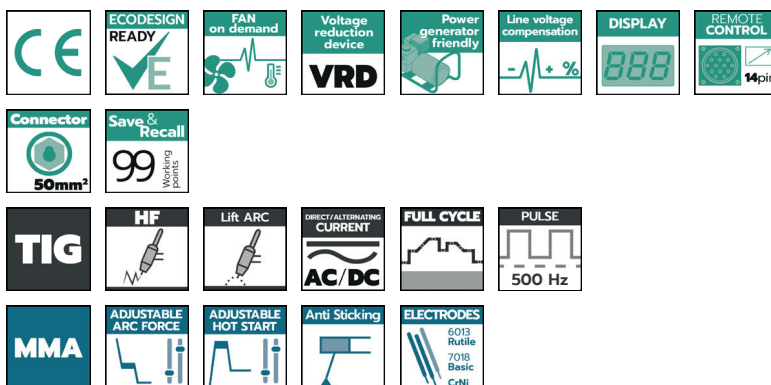 CE
ECODESIGN
READY
E
FAN
on demand
Voltage
reduction
device
VRD
Power
generator
friendly
Line voltage
compensation
- + %
DISPLAY
888
REMOTE
CONTROL
14pin
Connector
50mm²
Save &
Recall
99
Working
points
TIG
HF
Lift ARC
DIRECT/ALTERNATING
CURRENT
AC/DC
FULL CYCLE
PULSE
500 Hz
MMA
ADJUSTABLE
ARC FORCE
ADJUSTABLE
HOT START
Anti Sticking
ELECTRODES
6013
Rutile
7018
Basic
CrNi